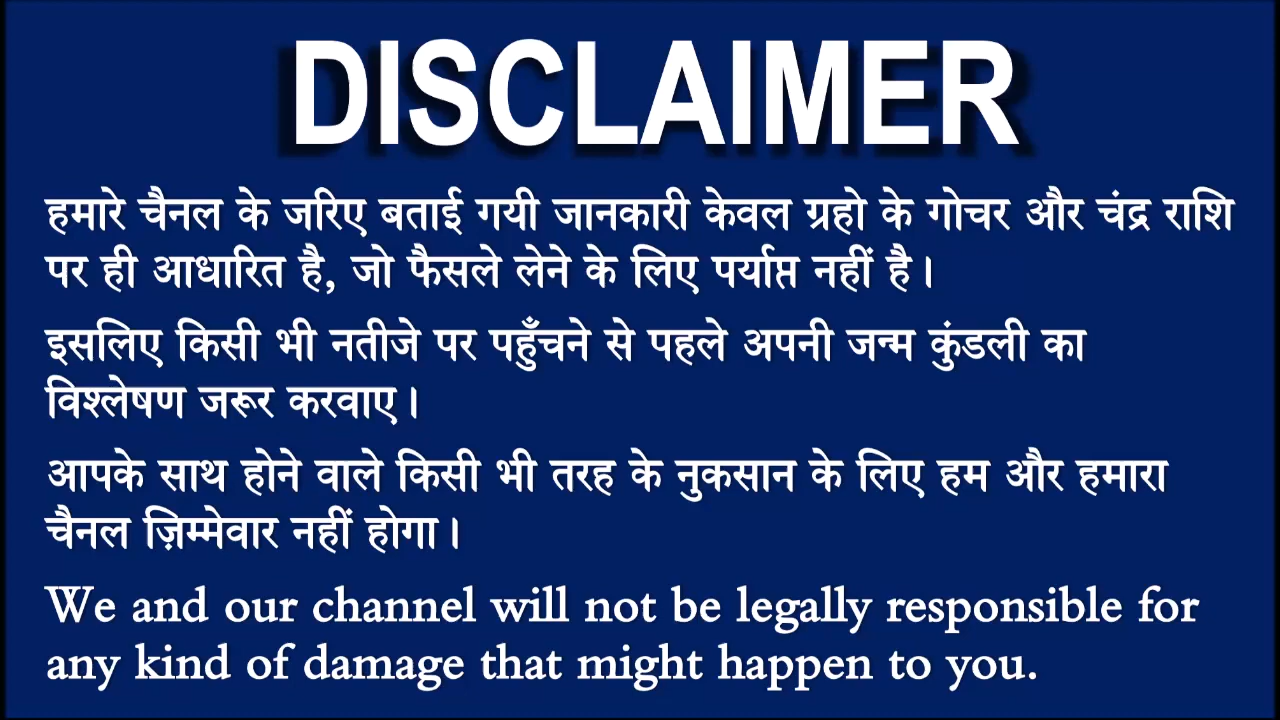 DISCLAIMER
हमारे चैनल के जरिए बताई गयी जानकारी केवल ग्रहो के गोचर और चंद्र राशि
पर ही आधारित है, जो फैसले लेने के लिए पर्याप्त नहीं है।
इसलिए किसी भी नतीजे पर पहुँचने से पहले अपनी जन्म कुंडली का
विश्लेषण जरूर करवाए।
आपके साथ होने वाले किसी भी तरह के नुकसान के लिए हम और हमारा
चैनल ज़िम्मेवार नहीं होगा।
We and our channel will not be legally responsible for
any kind of damage that might happen to you.